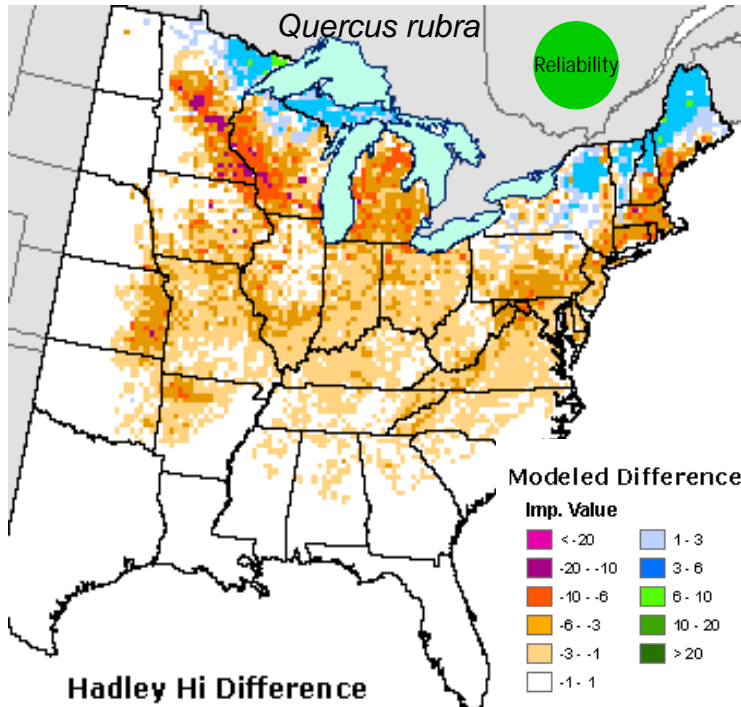 Quercus rubra
Reliability
Modeled Difference
Imp. Value
< -20
-20 - -10
-10 - -6
-6 - -3
-3 - -1
-1 - 1
1 - 3
3 - 6
6 - 10
10 - 20
> 20
Hadley Hi Difference